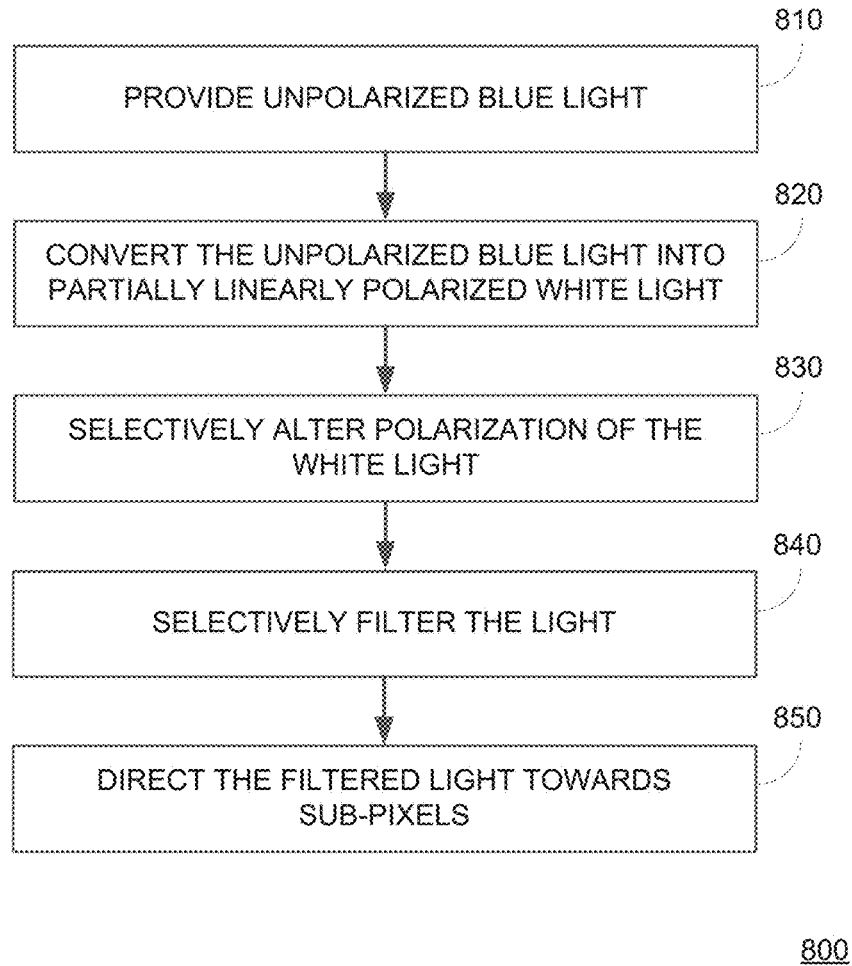 810
PROVIDE UNPOLARIZED BLUE LIGHT
820
CONVERT THE UNPOLARIZED BLUE LIGHT INTO
PARTIALLY LINEARLY POLARIZED WHITE LIGHT
830
SELECTIVELY ALTER POLARIZATION OF THE
WHITE LIGHT
840
SELECTIVELY FILTER THE LIGHT
850
DIRECT THE FILTERED LIGHT TOWARDS
SUB-PIXELS
800